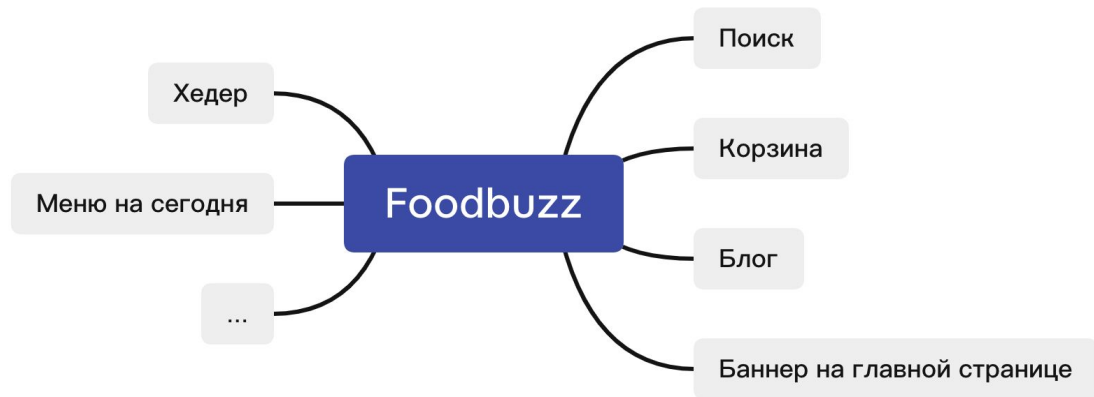 Поиск
Хедер
Корзина
Меню на сегодня
Foodbuzz
Блог
...
Баннер на главной странице